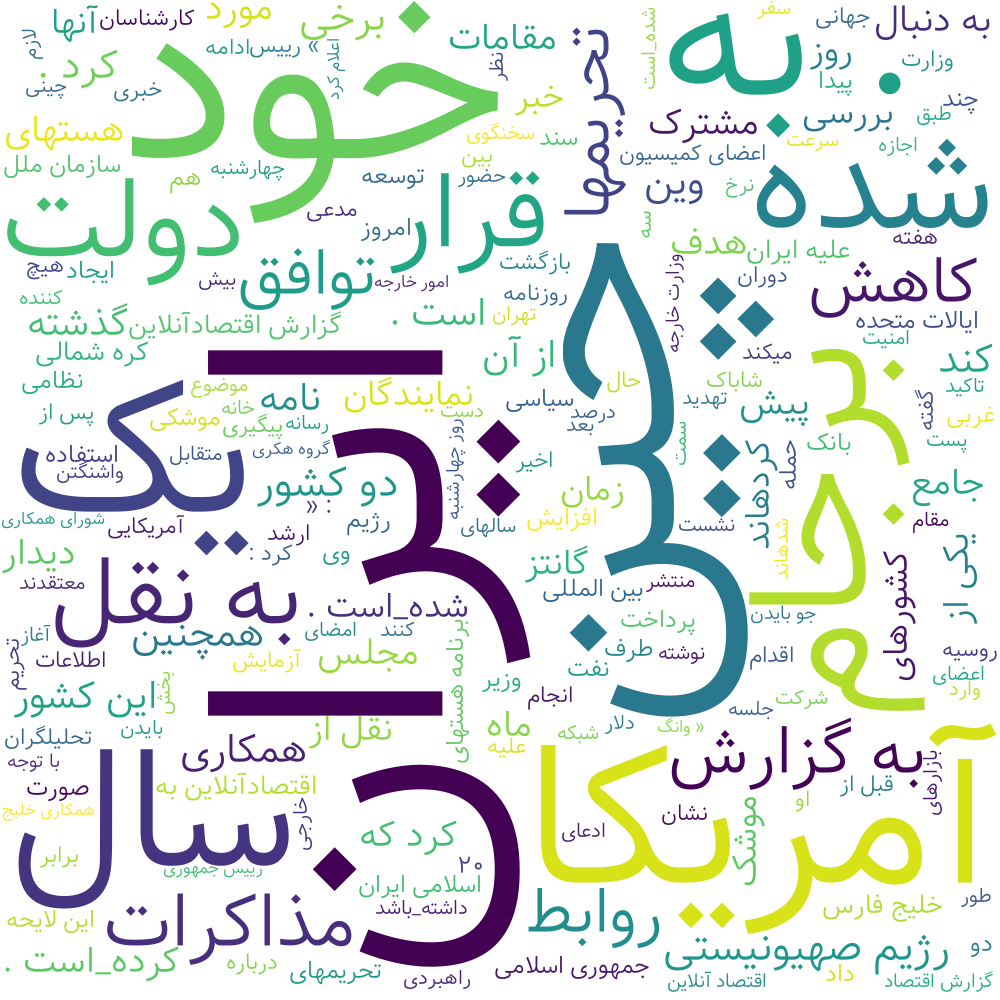 به دنبال
جهانی
سفر
وزارت
روز
پیدا
چند
طبق
بررسی
اجازه
سرعت
مشترک
اعضای کمیسیون
وین
نرخ
به .
شده_است
تحریمها
مقامات
نظر
خبر
سخنگوی
سند
بین
حضور
توسعه
مورد
کارشناسان
آنها
لازم
برخی
« رییس
ادامه
اعلام کرد
کرد .
خبری
چینی
خود
هستهای
سازمان ملل
چهارشنبه
هم
مدعی
امروز
شده
هفته
علیه ایران
هدف
سه
دوران
وزارت خارجه
قرار
دولت
توافق
بیش
امور خارجه
بازگشت
روزنامه
تهران
هیچ
ایجاد
کننده
گذشته
گزارش اقتصادآنلاین
است .
کاهش
ایالات متحده
امنیت
میکند
کند
تاکید
غربی
گفته
پست
کره شمالی
نظامی
پس از
از آن
چین
شاباک
تهدید
حال
سیاسی
درصد
بعد
پیش
بانک
حمله
کردهاند
سمت
نمایندگان
نامه
موضوع
خانه
موشکی
رسانه
پیگیری
دست
گروه هکری
متقابل
یک
استفاده
واشنگتن
ایران
دو کشور
: «
اخیر
زمان
افزایش
سالهای
روز چهارشنبه
نشست
شدهاند
برجام
جامع
مقام
یکی از
کشورهای
روسیه
اعضای
وارد
شورای همکاری
آمریکایی
ارشد
رژیم
وی
کرد :
گانتز
منتشر
بین المللی
جو بایدن
دیدار
معتقدند
به نقل
شده_است .
پرداخت
طرف
نوشته
اقدام
نفت
آغاز
همچنین
امضای
کنند
برنامه هستهای
تحریم
اطلاعات
آزمایش
مجلس
وزیر
انجام
شرکت
جلسه
دلار
« وانگ
شبکه
ماه
علیه
این کشور
بخش
بایدن
نقل از
تحلیلگران
با توجه
همکاری
صورت
اقتصادآنلاین به
همکاری خلیج
خارجی
سال
به گزارش
بازارهای
قبل از
او
موشک
نشان
ادعای
آمریکا
کرد که
۲۰
برابر
رییس جمهوری
اسلامی ایران
داشته_باشد
طور
خلیج فارس
این لایحه
مذاکرات
روابط
دو
رژیم صهیونیستی
کرده_است .
درباره
تحریمهای
راهبردی
جمهوری اسلامی
داد
اقتصاد آنلاین
گزارش اقتصاد